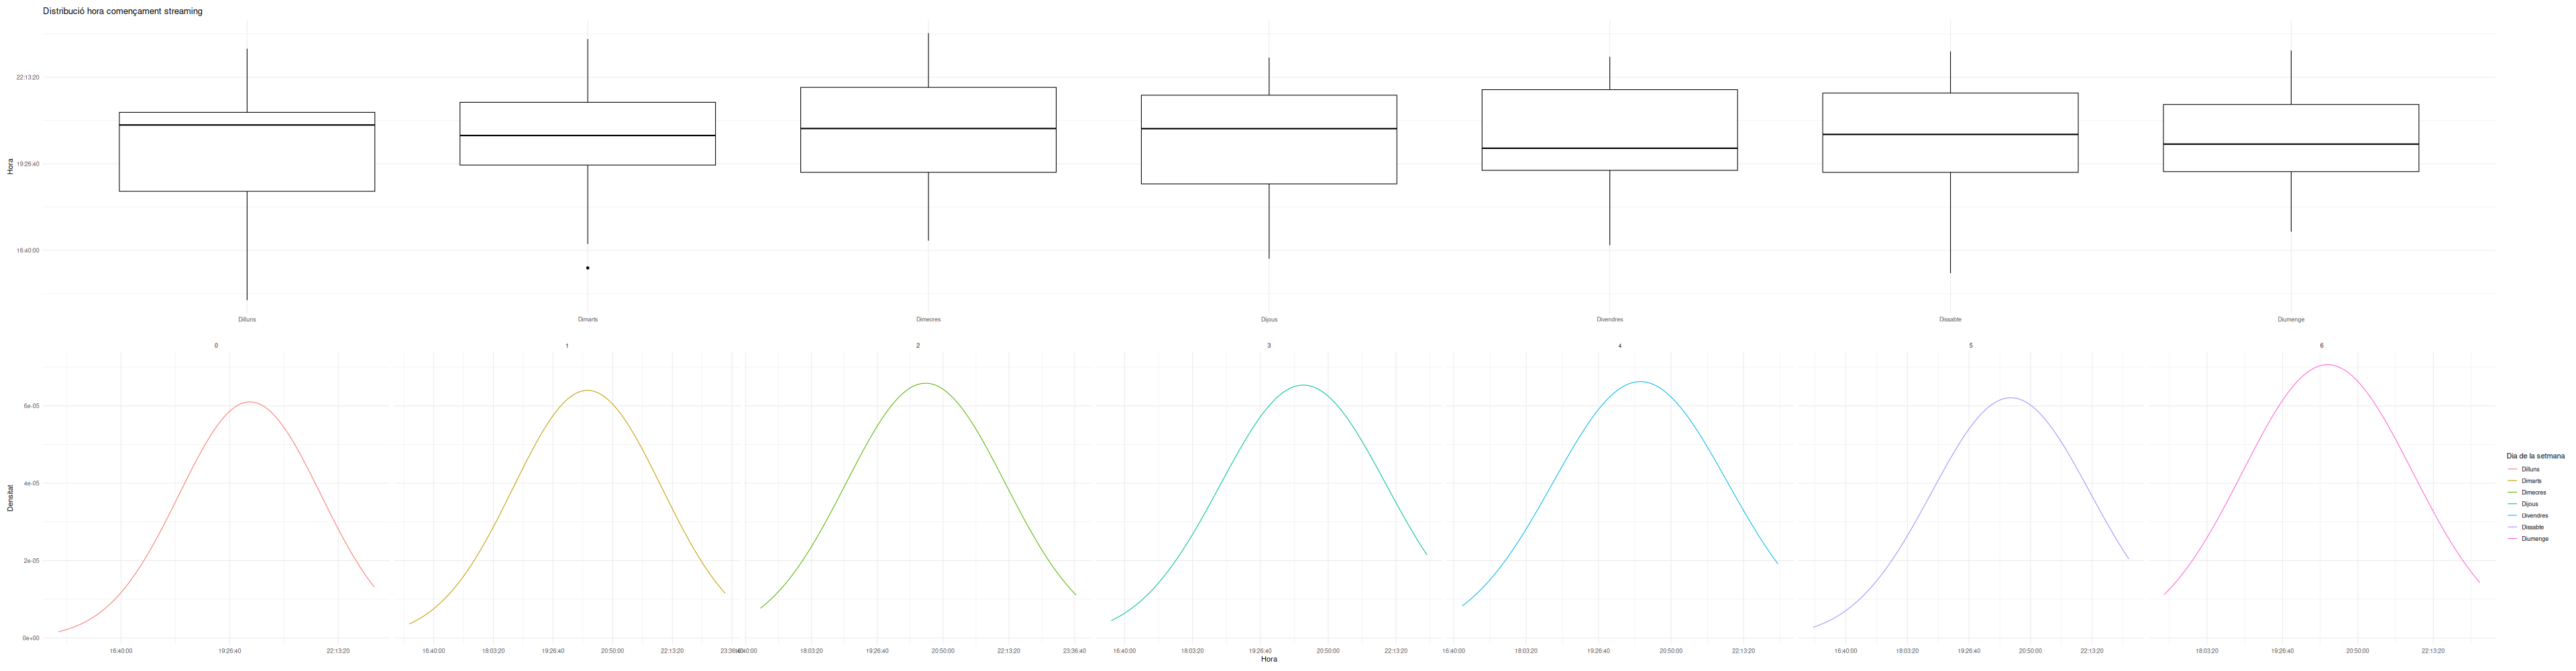 Distribució hora començament streaming
Hora
22:13:20
19:26:40
16:40:00
Dilluns Dimarts Dimecres Dijous Divendres Dissabte Diumenge
0 1 2 3 4 5 6
Densitat
6e-05
4e-05
2e-05
0e+00
16:40:00 19:26:40 22:13:20 16:40:00 18:03:20 19:26:40 20:50:00 22:13:20 18:03:20 19:26:40 20:50:00 22:13:20 23:36:40 16:40:00 18:03:20 19:26:40 20:50:00 22:13:20 16:40:00 18:03:20 19:26:40 20:50:00 22:13:20 16:40:00 18:03:20 19:26:40 20:50:00 22:13:20 18:03:20 19:26:40 20:50:00 22:13:20
Hora
Dia de la setmana
Dilluns
Dimarts
Dimecres
Dijous
Divendres
Dissabte
Diumenge